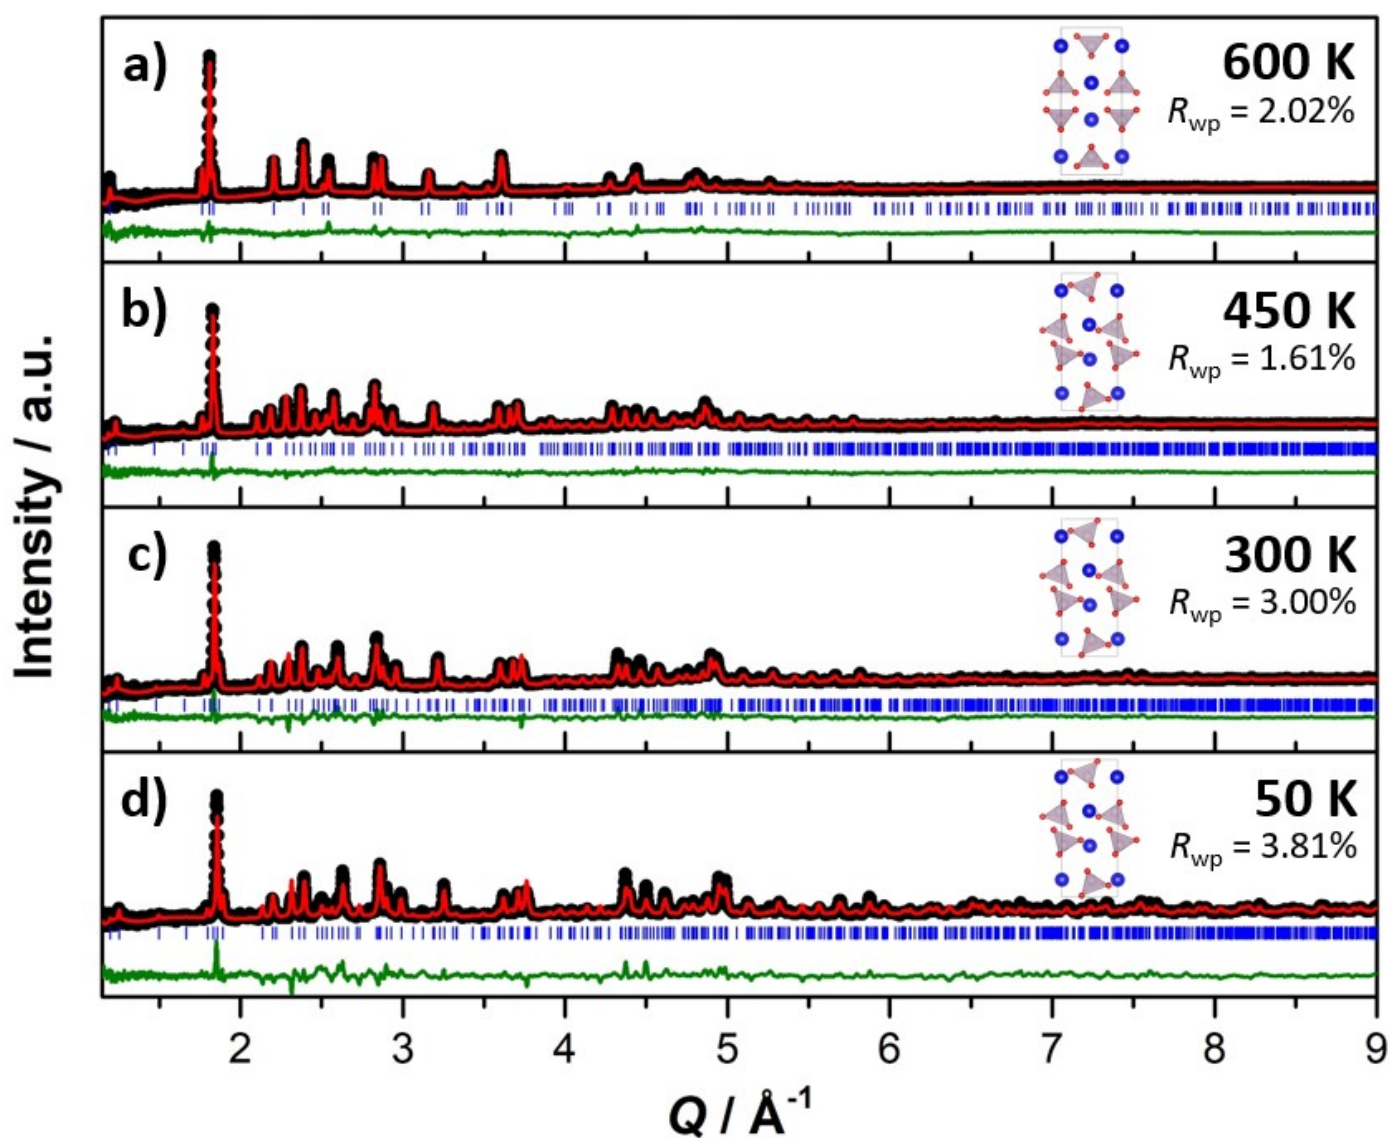 a)
600 K
Rwp = 2.02%
b)
450 K
Rwp = 1.61%
c)
300 K
Rwp = 3.00%
d)
50 K
Rwp = 3.81%
Intensity / a.u.
2 3 4 5 6 7 8 9
Q / Å-1